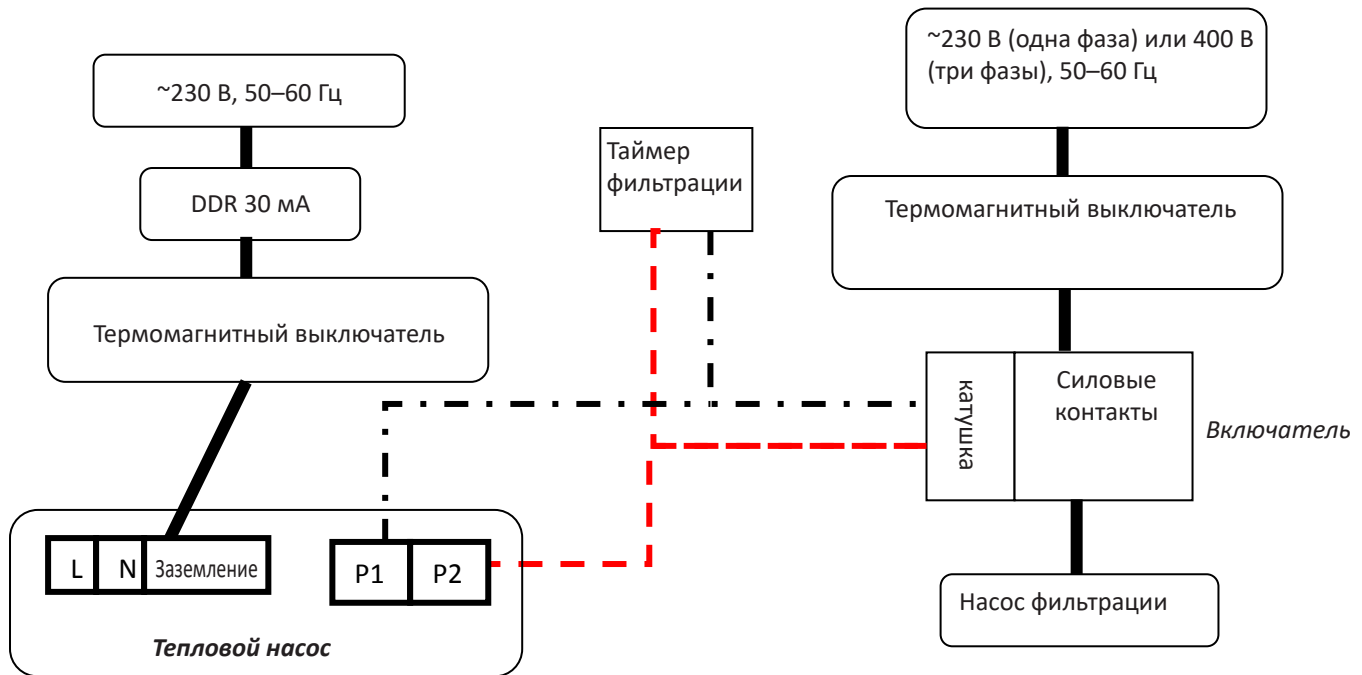 ~230 В, 50–60 Гц
DDR 30 мА
Термомагнитный выключатель
L N Заземление
P1 P2
Тепловой насос
Таймер
фильтрации
~230 В (одна фаза) или 400 В
(три фазы), 50–60 Гц
Термомагнитный выключатель
катушка
Силовые
контакты
Включатель
Насос фильтрации